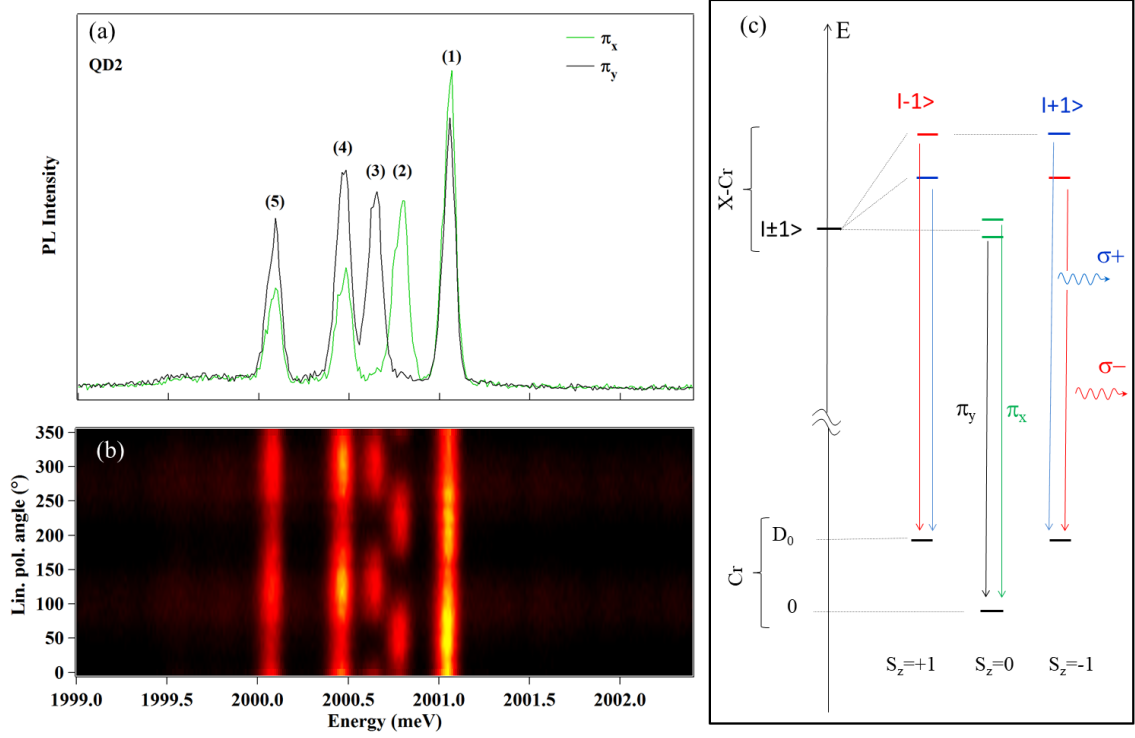 (a)
QD2
πx
πy
(1)
(2)
(3)
(4)
(5)
PL Intensity
(b)
350
300
250
200
150
100
50
0
Lin. pol. angle (°)
1999.0
1999.5
2000.0
2000.5
2001.0
2001.5
2002.0
Energy (meV)
(c)
E
|-1>
|+1>
X-Cr
|±1>
σ+
σ−
πy
πx
D0
Cr
0
Sz=+1
Sz=0
Sz=-1